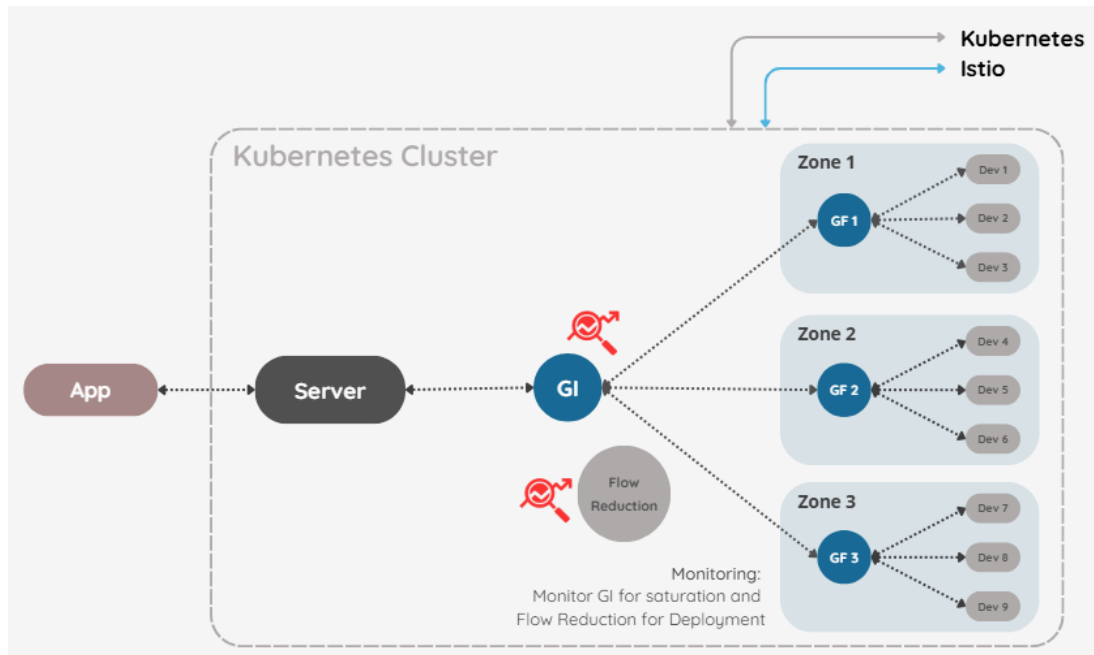 Kubernetes
Istio
Kubernetes Cluster
Zone 1
GF 1
Dev 1
Dev 2
Dev 3
Zone 2
GF 2
Dev 4
Dev 5
Dev 6
Zone 3
GF 3
Dev 7
Dev 8
Dev 9
App
Server
GI
Flow
Reduction
Monitoring:
Monitor GI for saturation and
Flow Reduction for Deployment